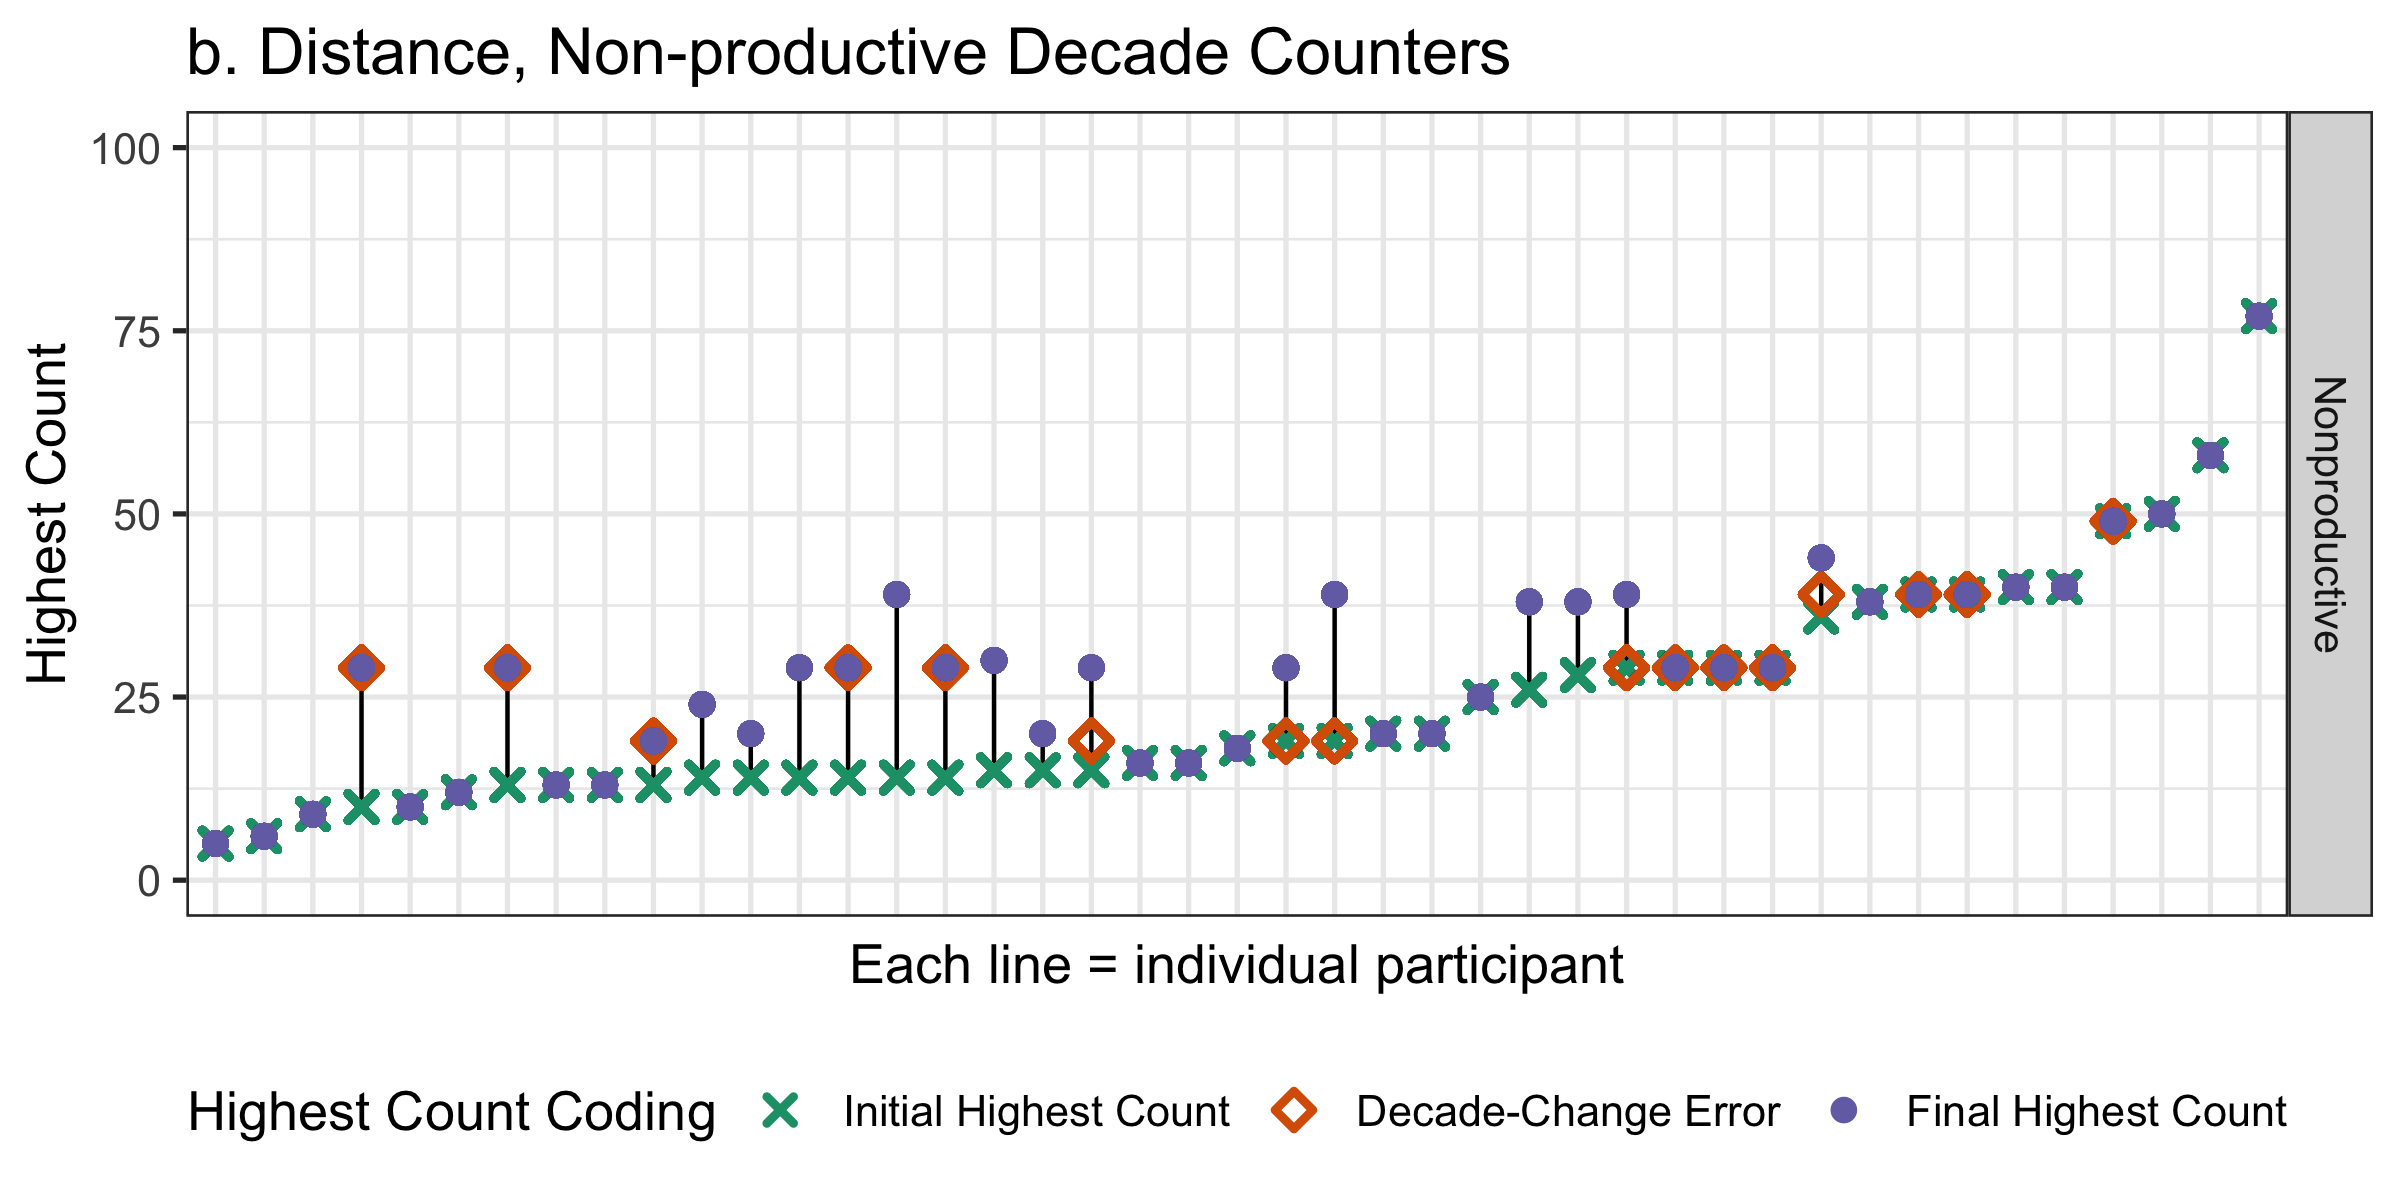 b. Distance, Non-productive Decade Counters
Highest Count
100
75
50
25
0
Nonproductive
Each line = individual participant
Highest Count Coding
Initial Highest Count
Decade-Change Error
Final Highest Count